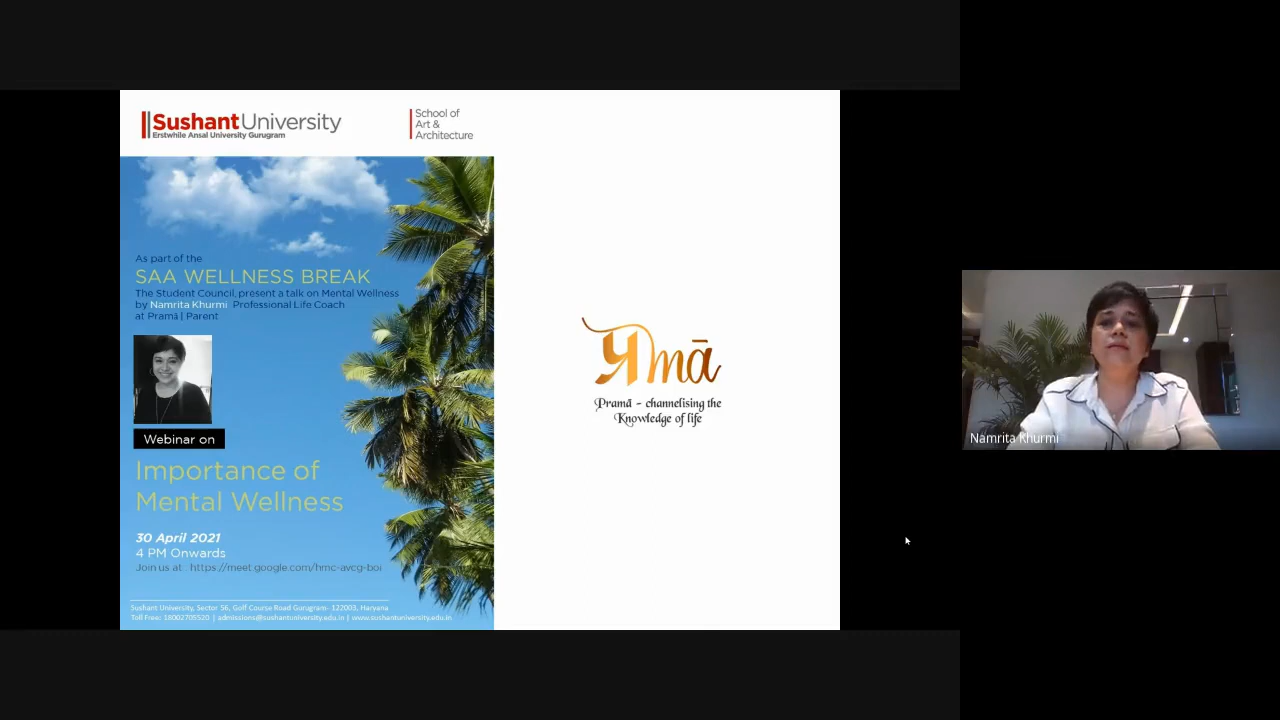 SushantUniversity
Erstwhile Ansal University Gurugram
School of
Art &
Architecture
As part of the
SAA WELLNESS BREAK
The Student Council, present a talk on Mental Wellness
by Namrita Khurmi, Professional Life Coach
at Pramā | Parent
Webinar on
Importance of
Mental Wellness
30 April 2021
4 PM Onwards
Join us at: https://meet.google.com/hmc-avcg-boi
Sushant University, Sector 56, Golf Course Road Gurugram- 122003, Haryana
Toll Free: 18002705520 | admissions@sushantuniversity.edu.in | www.sushantuniversity.edu.in
प्रmā
Pramā - channelising the
Knowledge of life
Namrita Khurmi